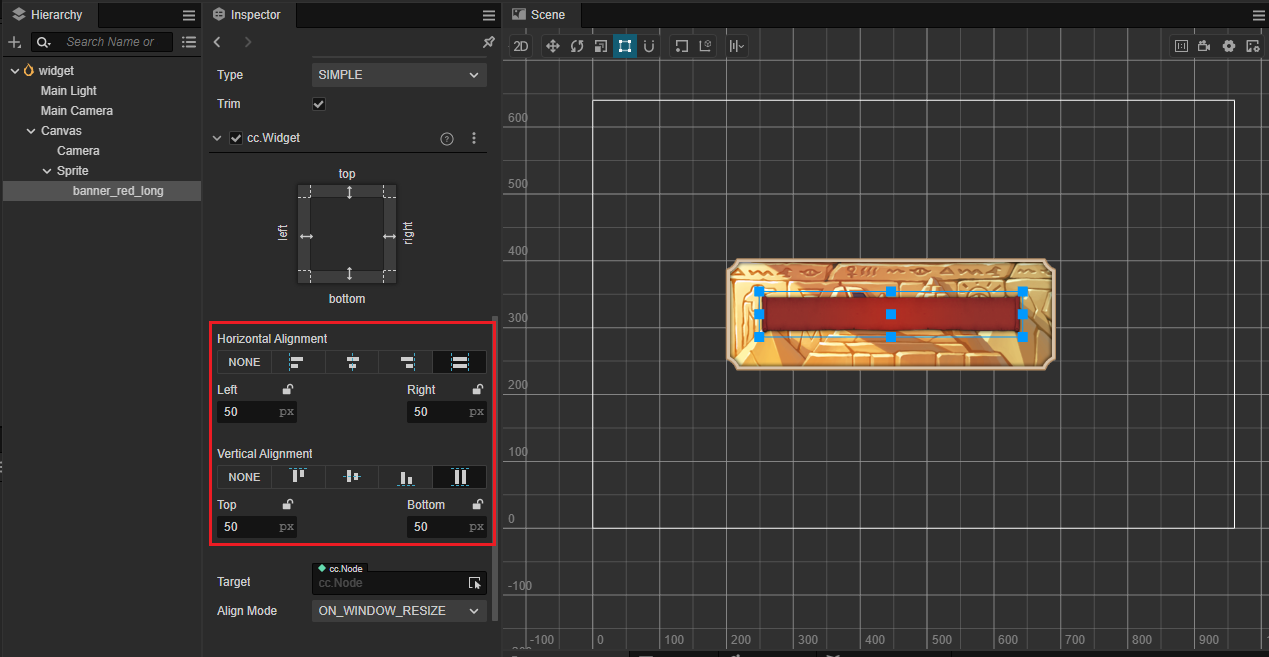 Hierarchy
Search Name or
widget
Main Light
Main Camera
Canvas
Camera
Sprite
banner_red_long
Inspector
Type
SIMPLE
Trim
cc.Widget
?
top
left
right
bottom
Horizontal Alignment
NONE
Left
Right
50 px
50 px
Vertical Alignment
NONE
Top
Bottom
50 px
50 px
Target
cc.Node
cc.Node
Align Mode
ON_WINDOW_RESIZE
Scene
2D
600
500
400
300
200
100
0
-100
-100 0 100 200 300 400 500 600 700 800 900